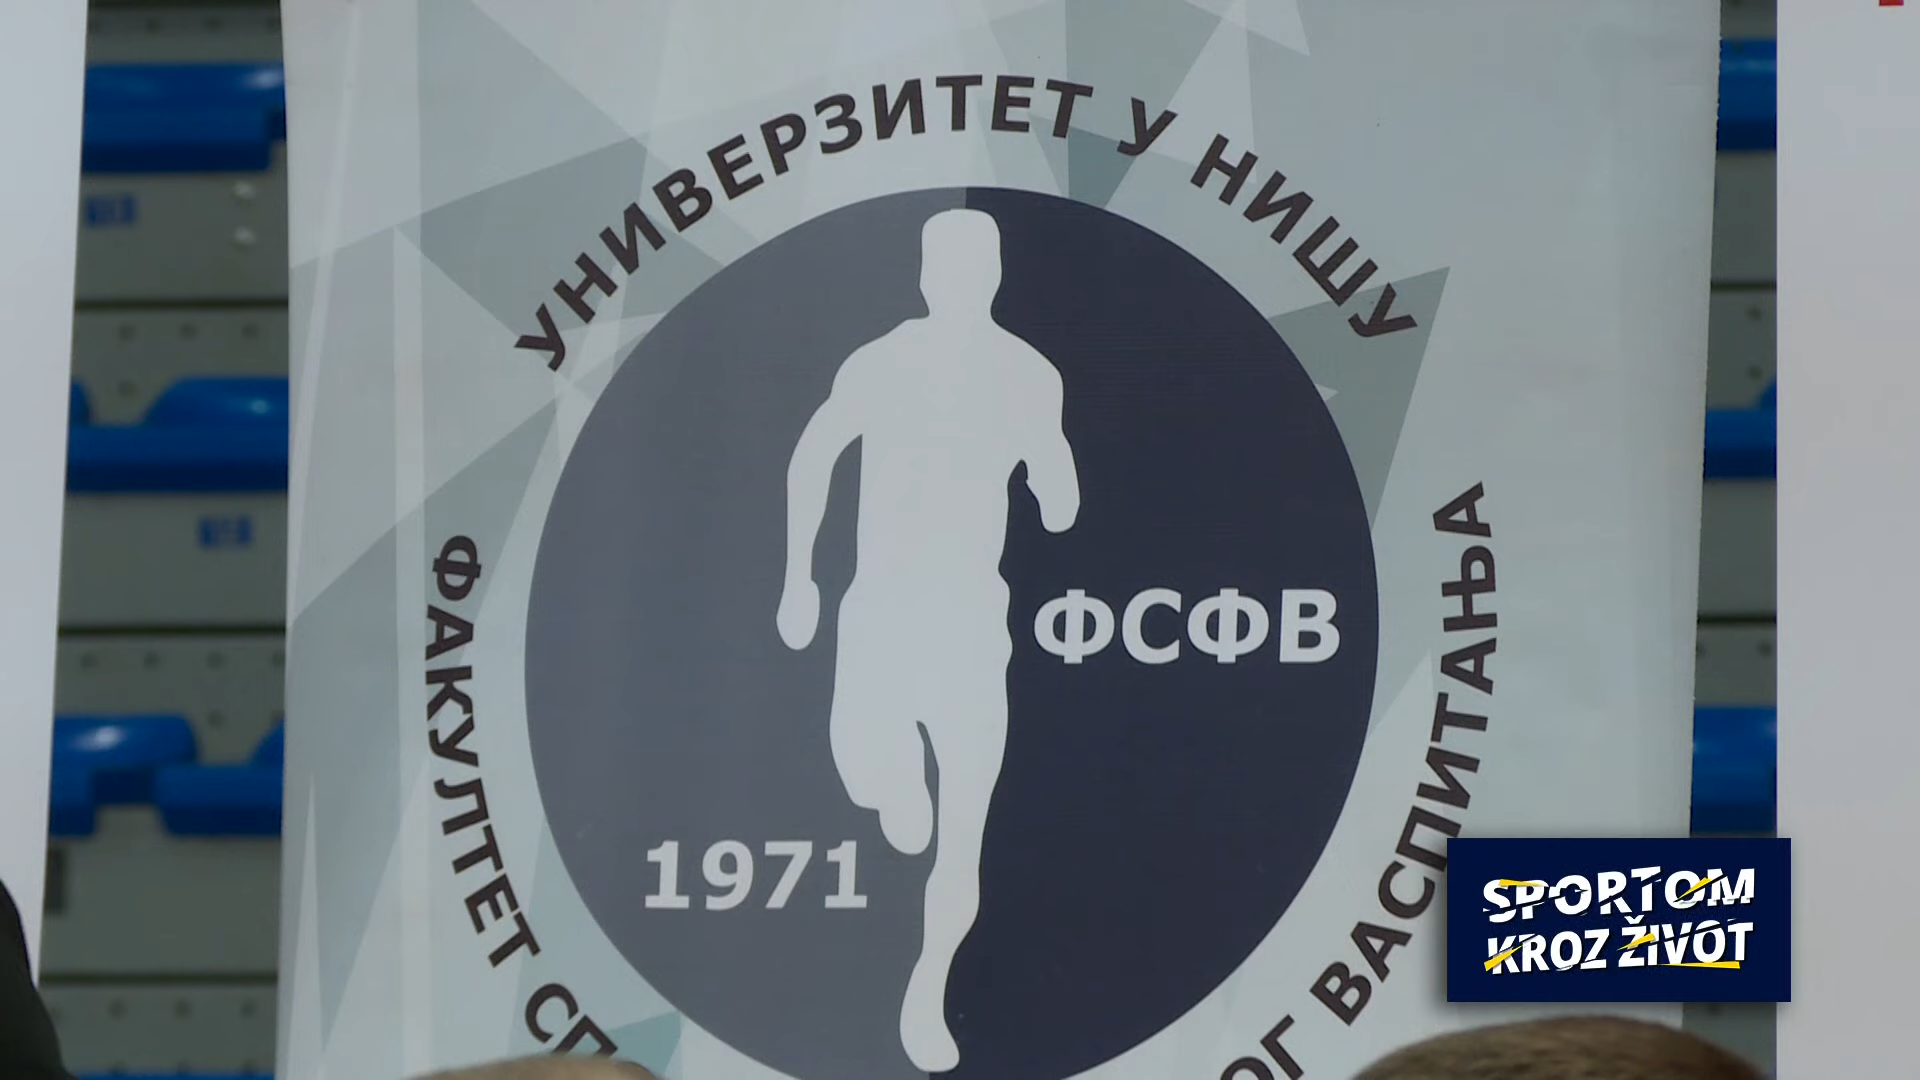 УНИВЕРЗИТЕТ У НИШУ
ФАКУЛТЕТ
ВАСПИТАЊА
ФСФВ
1971
SPORTOM
KROZ ŽIVOT